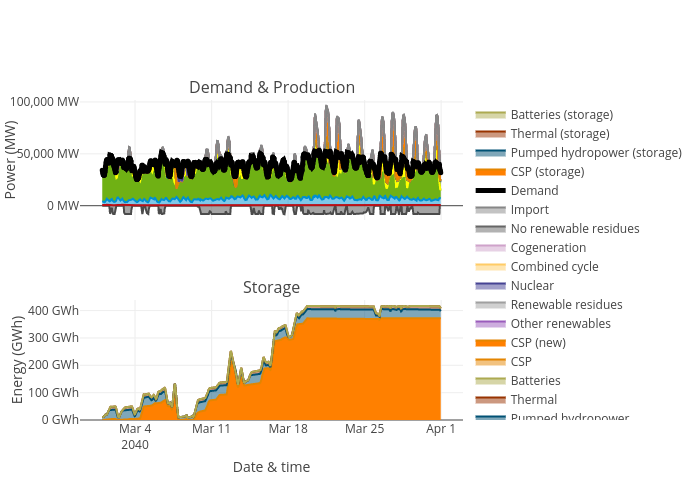 Demand & Production
100,000 MW
50,000 MW
0 MW
Power (MW)
Storage
400 GWh
300 GWh
200 GWh
100 GWh
0 GWh
Energy (GWh)
Mar 4
2040
Mar 11
Mar 18
Mar 25
Apr 1
Date & time
Batteries (storage)
Thermal (storage)
Pumped hydropower (storage)
CSP (storage)
Demand
Import
No renewable residues
Cogeneration
Combined cycle
Nuclear
Renewable residues
Other renewables
CSP (new)
CSP
Batteries
Thermal
Pumped hydropower